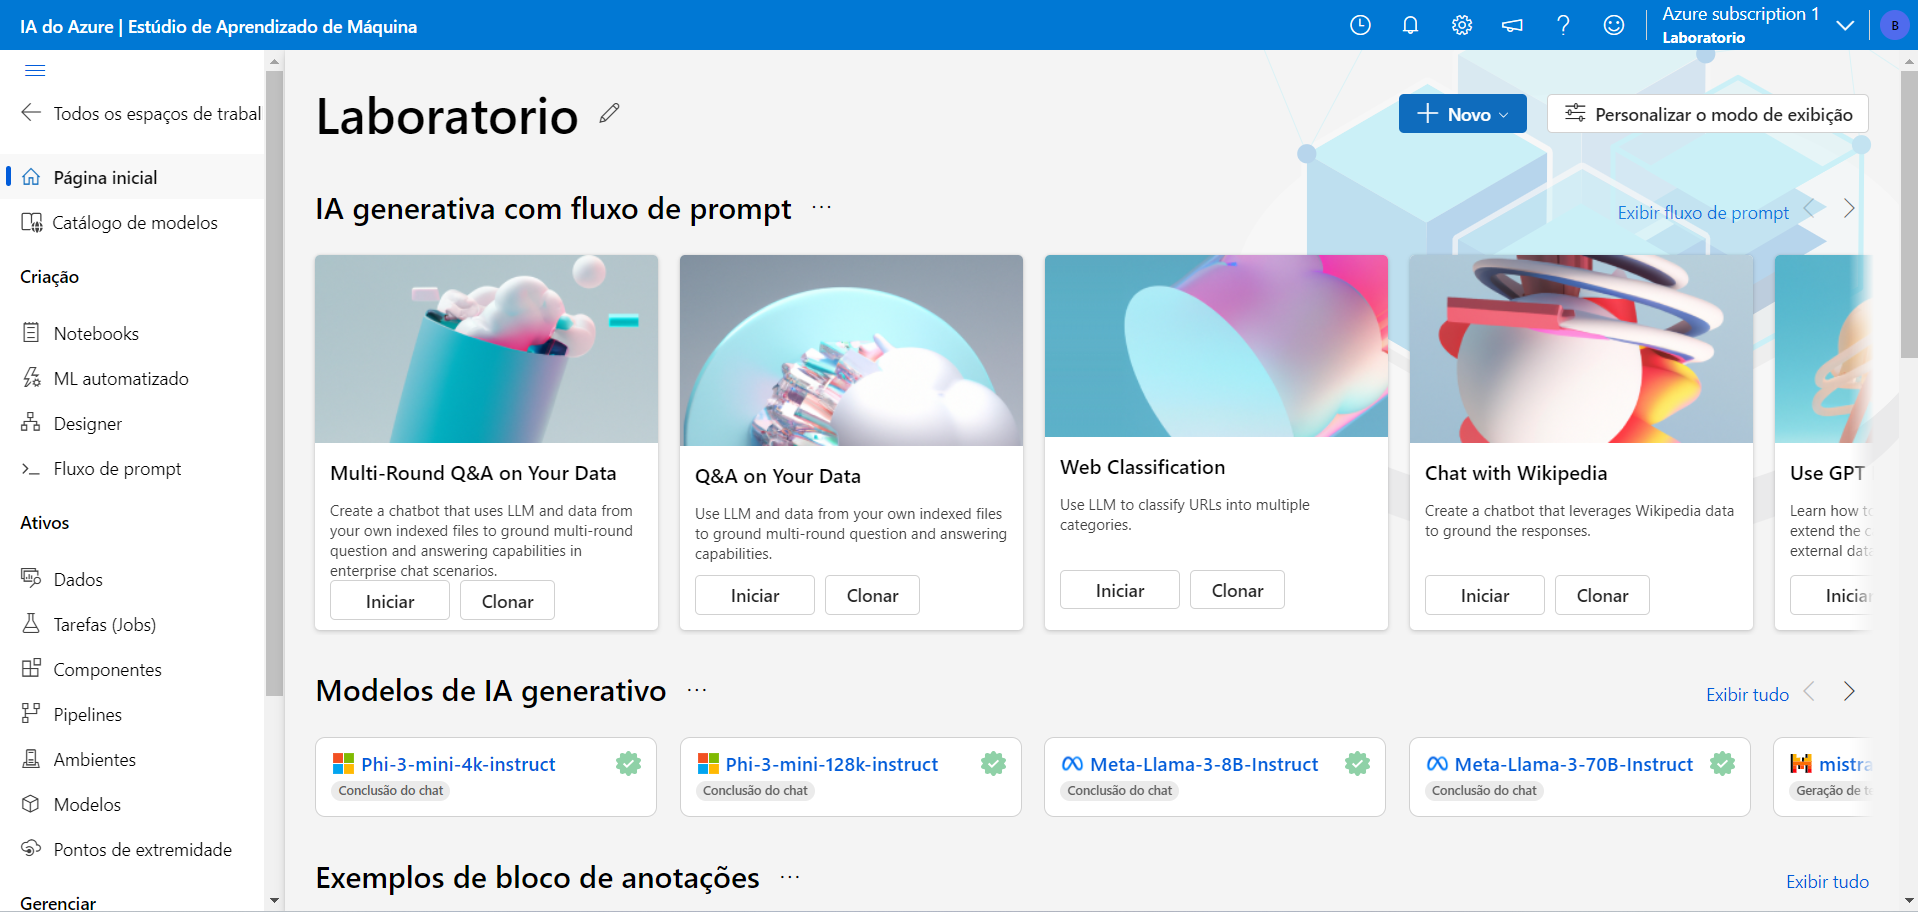 IA do Azure | Estúdio de Aprendizado de Máquina
Azure subscription 1
Laboratorio
B
Todos os espaços de trabal
Página inicial
Catálogo de modelos
Criação
Notebooks
ML automatizado
Designer
Fluxo de prompt
Ativos
Dados
Tarefas (Jobs)
Componentes
Pipelines
Ambientes
Modelos
Pontos de extremidade
Gerenciar
Laboratorio
Novo
Personalizar o modo de exibição
IA generativa com fluxo de prompt
Exibir fluxo de prompt
Multi-Round Q&A on Your Data
Create a chatbot that uses LLM and data from
your own indexed files to ground multi-round
question and answering capabilities in
enterprise chat scenarios.
Iniciar
Clonar
Q&A on Your Data
Use LLM and data from your own indexed files
to ground multi-round question and answering
capabilities.
Iniciar
Clonar
Web Classification
Use LLM to classify URLs into multiple
categories.
Iniciar
Clonar
Chat with Wikipedia
Create a chatbot that leverages Wikipedia data
to ground the responses.
Iniciar
Clonar
Use GPT
Learn how to
extend the c
external data
Iniciar
Modelos de IA generativo
Exibir tudo
Phi-3-mini-4k-instruct
Conclusão do chat
Phi-3-mini-128k-instruct
Conclusão do chat
Meta-Llama-3-8B-Instruct
Conclusão do chat
Meta-Llama-3-70B-Instruct
Conclusão do chat
mistra
Geração de te
Exemplos de bloco de anotações
Exibir tudo